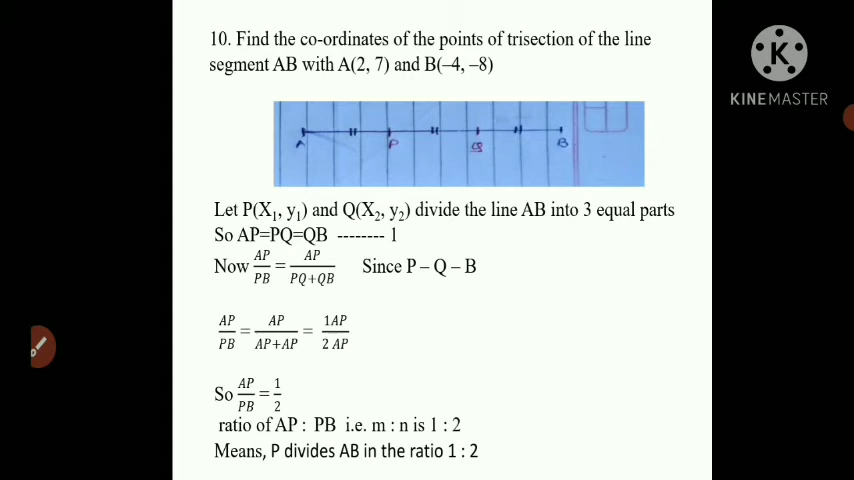 10. Find the co-ordinates of the points of trisection of the line
segment AB with A(2, 7) and B(–4, –8)
K
KINEMASTER
A P Q B
Let P(X₁, y₁) and Q(X₂, y₂) divide the line AB into 3 equal parts
So AP=PQ=QB -------- 1
Now AP/PB = AP/PQ+QB Since P – Q – B
AP/PB = AP/AP+AP = 1AP/2 AP
So AP/PB = 1/2
ratio of AP : PB i.e. m : n is 1 : 2
Means, P divides AB in the ratio 1 : 2